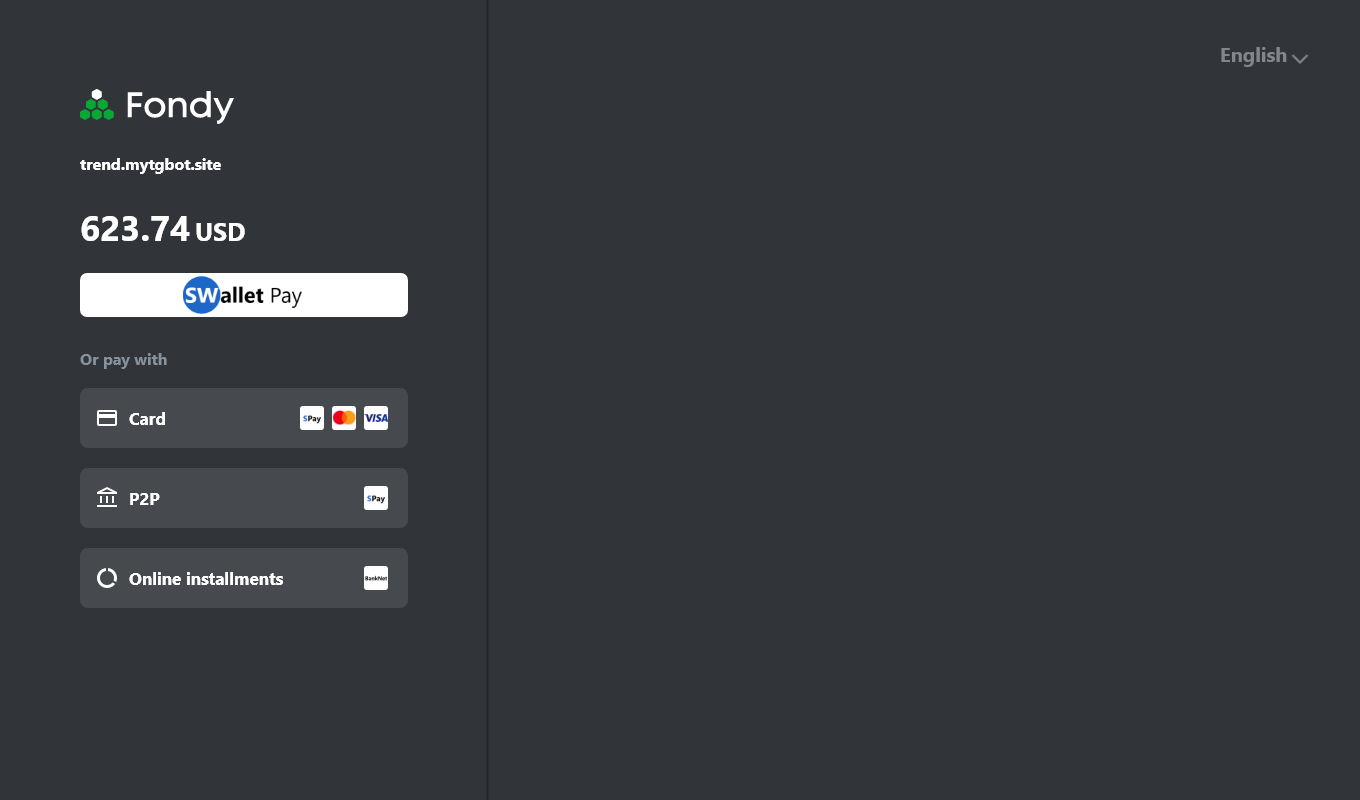 English
Fondy
trend.mytgbot.site
623.74 USD
SWallet Pay
Or pay with
Card
SPay
VISA
P2P
SPay
Online installments
BankNet